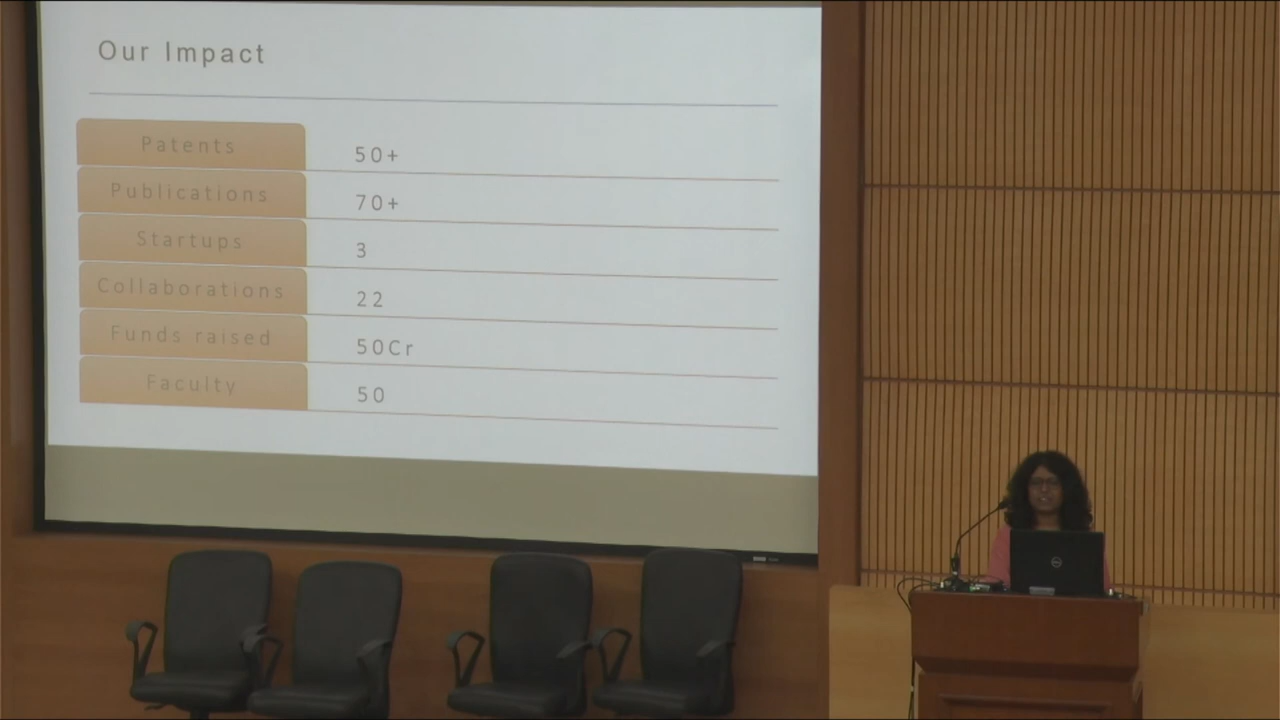 Our Impact
Patents 50+
Publications 70+
Startups 3
Collaborations 22
Funds raised 50Cr
Faculty 50